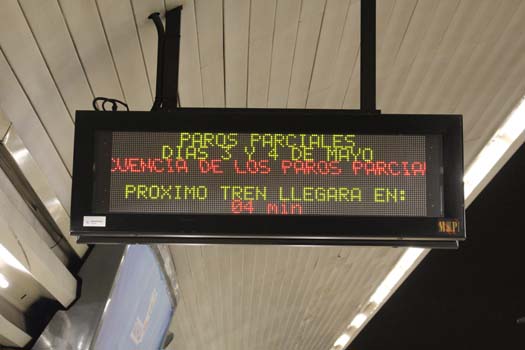 PAROS PARCIALES
DIAS 3 Y 4 DE MAYO
CUENCIA DE LOS PAROS PARCIA
PROXIMO TREN LLEGARA EN:
04 min
M&P